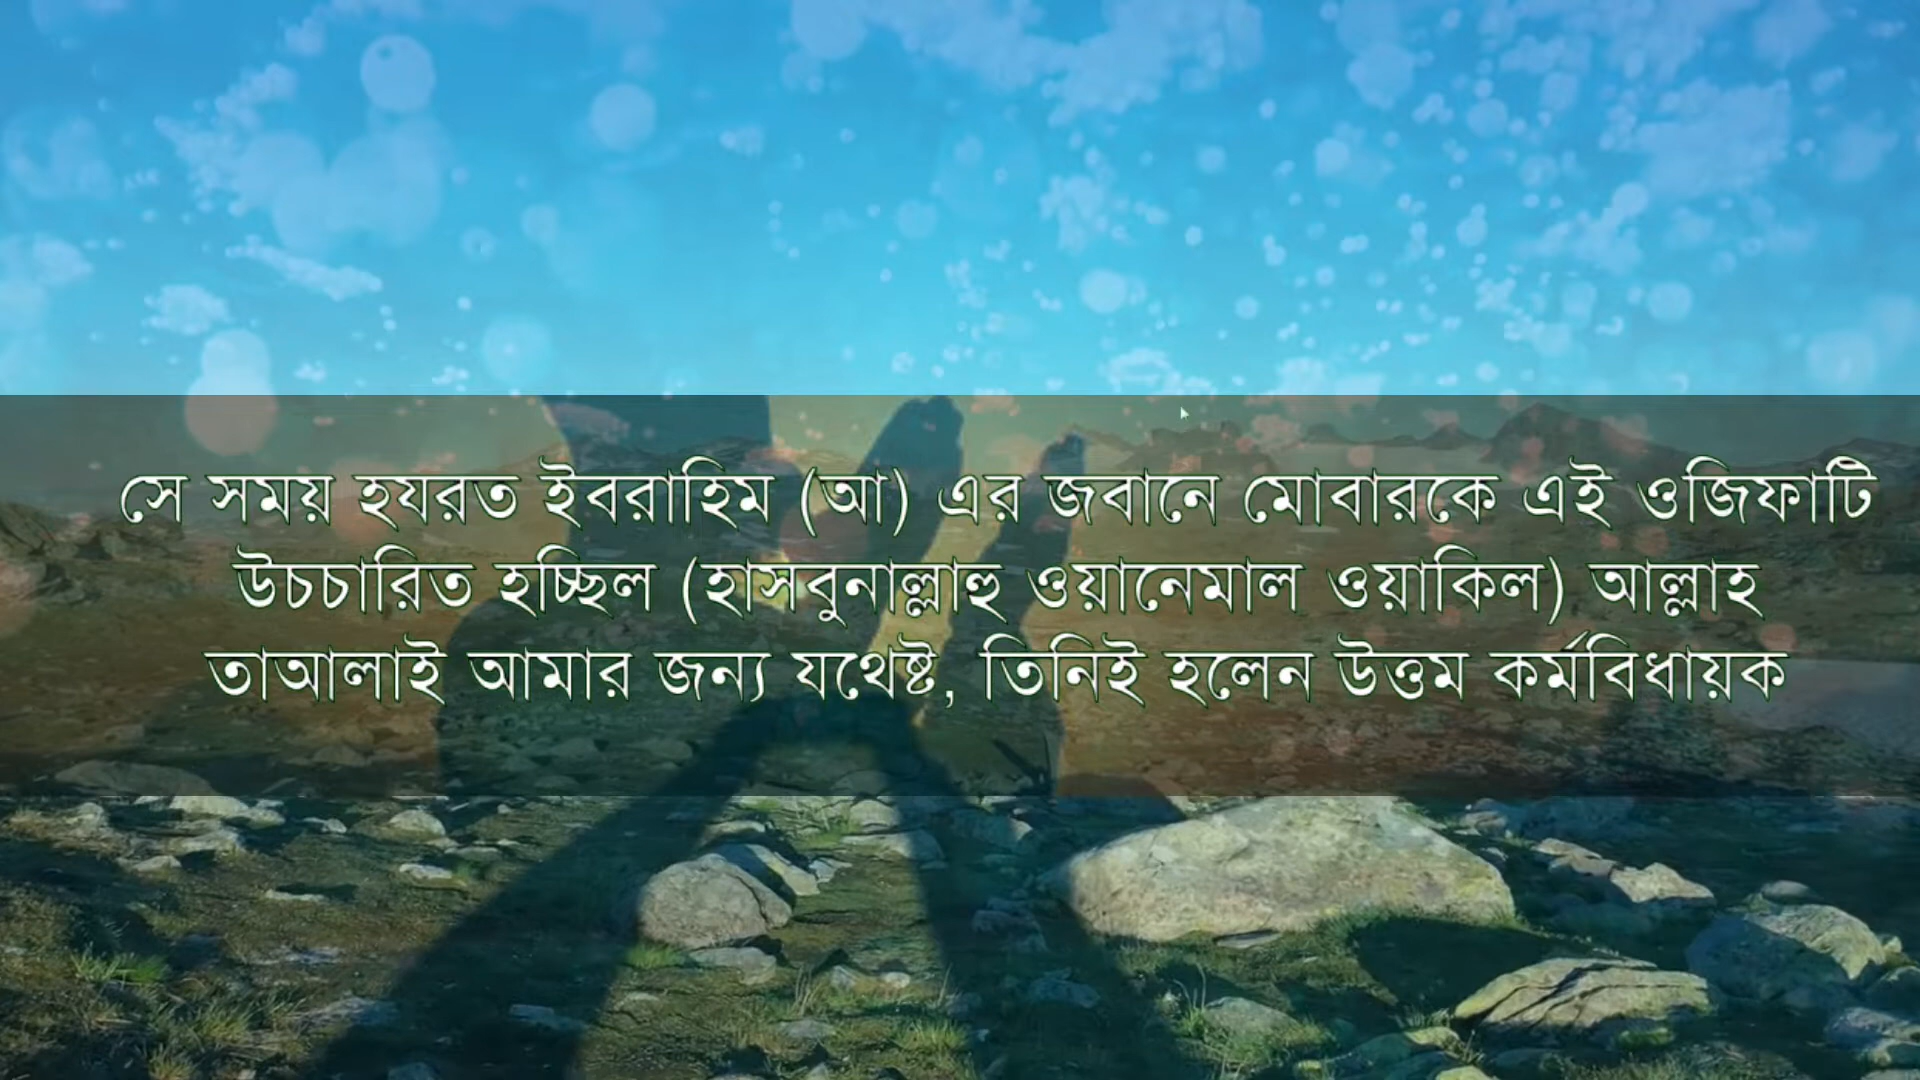 সে সময় হযরত ইবরাহিম (আ) এর জবানে মোবারকে এই ওজিফাটি
উচচারিত হচ্ছিল (হাসবুনাল্লাহু ওয়ানেমাল ওয়াকিল) আল্লাহ
তাআলাই আমার জন্য যথেষ্ট, তিনিই হলেন উত্তম কর্মবিধায়ক